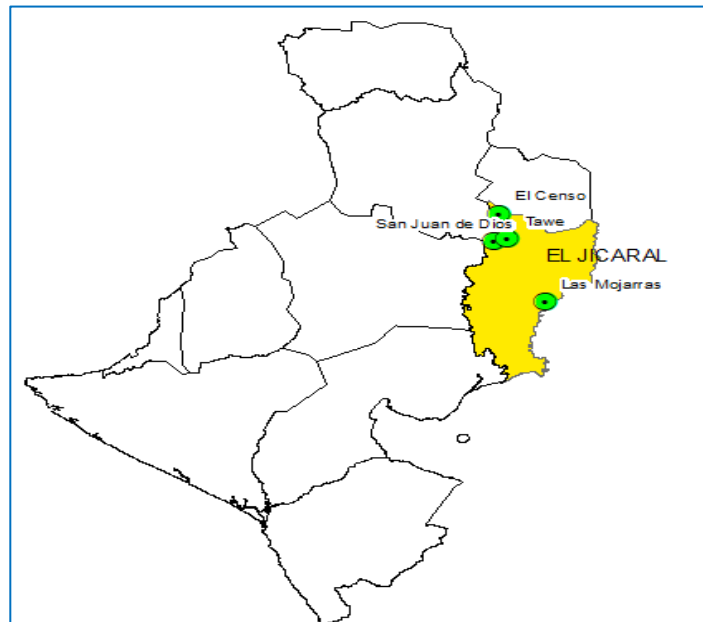 El Censo
San Juan de Dios
Tawe
EL JICARAL
Las Mojarras